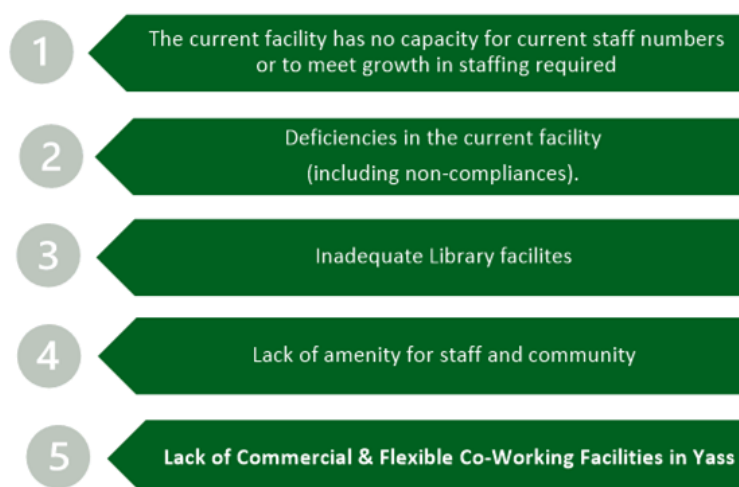 1
The current facility has no capacity for current staff numbers
or to meet growth in staffing required
2
Deficiencies in the current facility
(including non-compliances).
3
Inadequate Library facilites
4
Lack of amenity for staff and community
5
Lack of Commercial & Flexible Co-Working Facilities in Yass